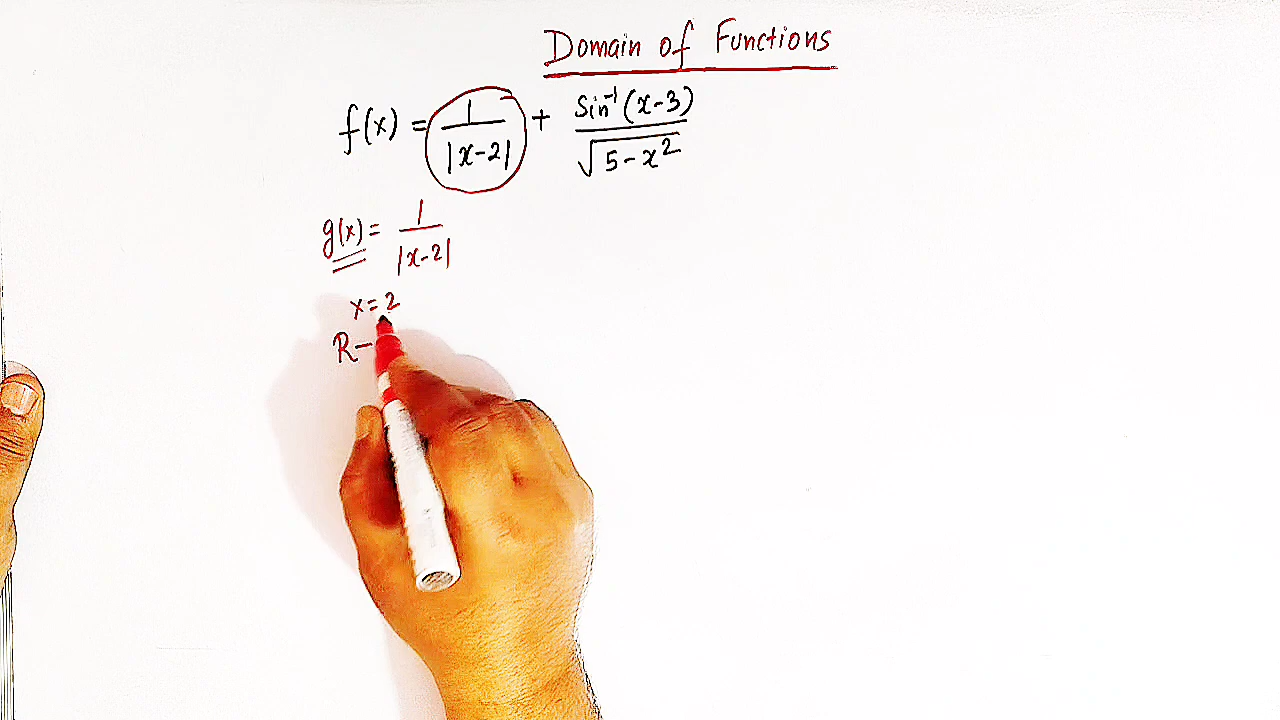 Domain of Functions
f(x) = 1/|x-2| + Sin⁻¹(x-3)/√(5-x²)
g(x) = 1/|x-2|
x=2
R-